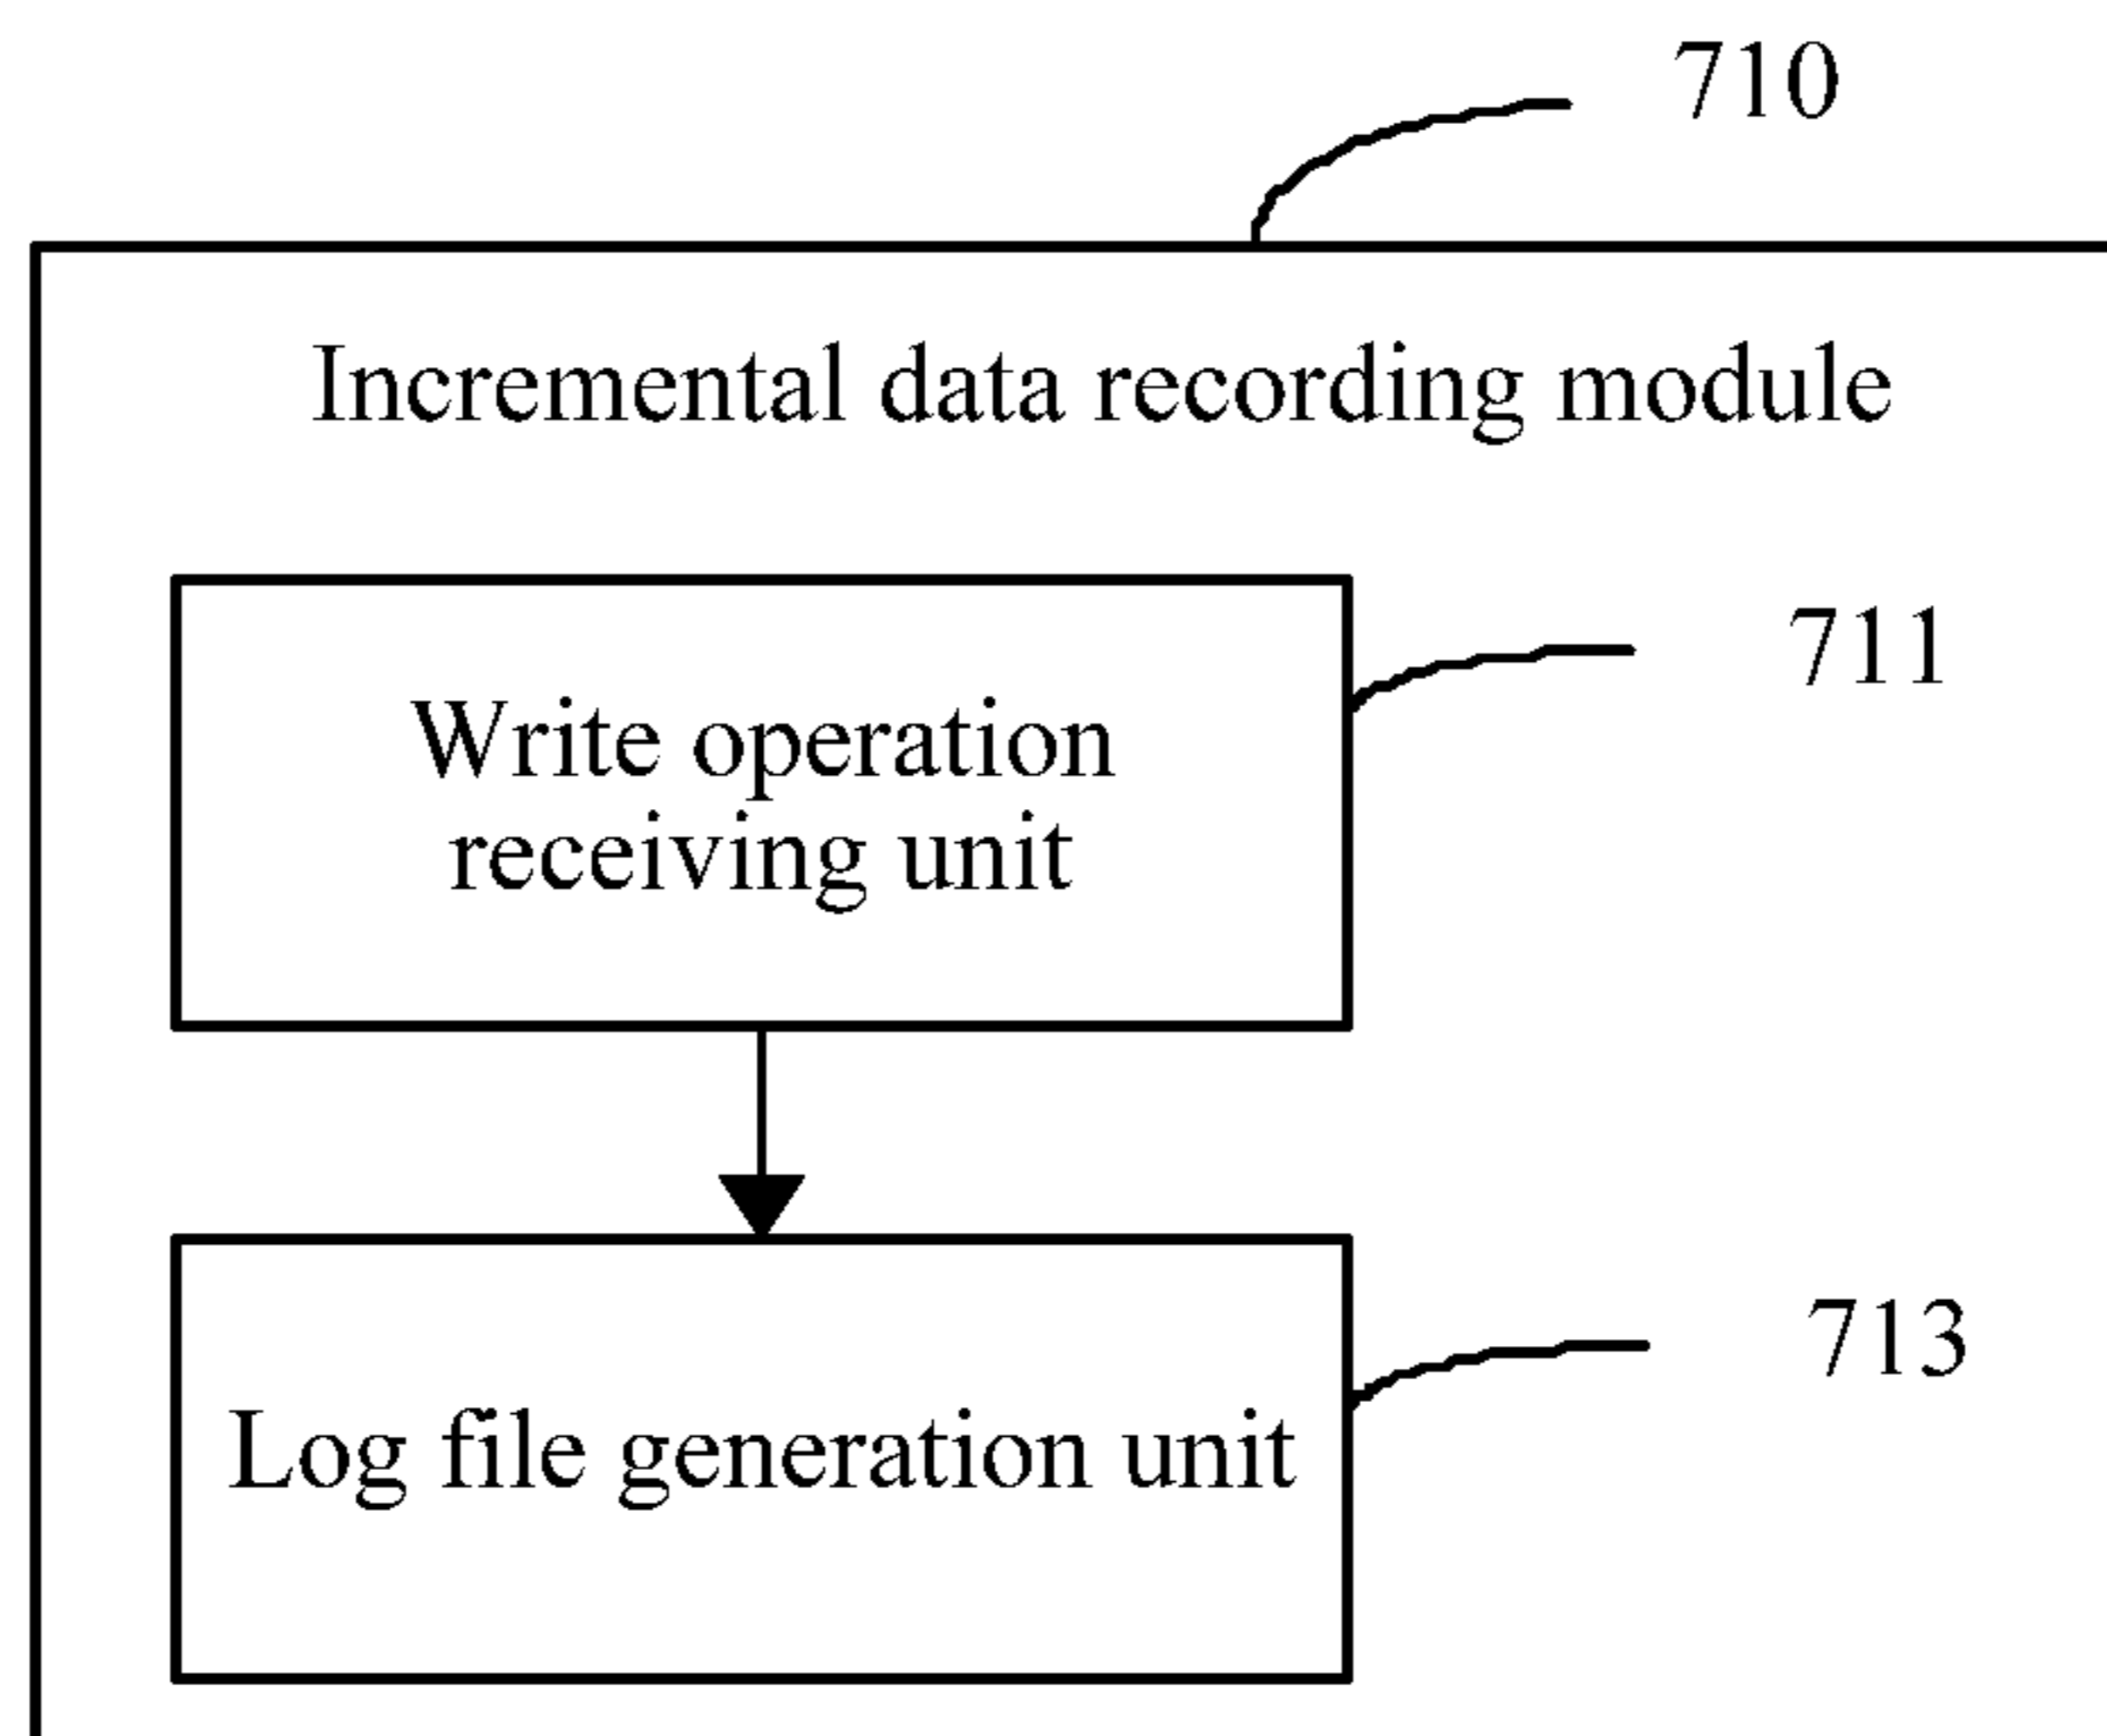 710
Incremental data recording module
711
Write operation
receiving unit
713
Log file generation unit